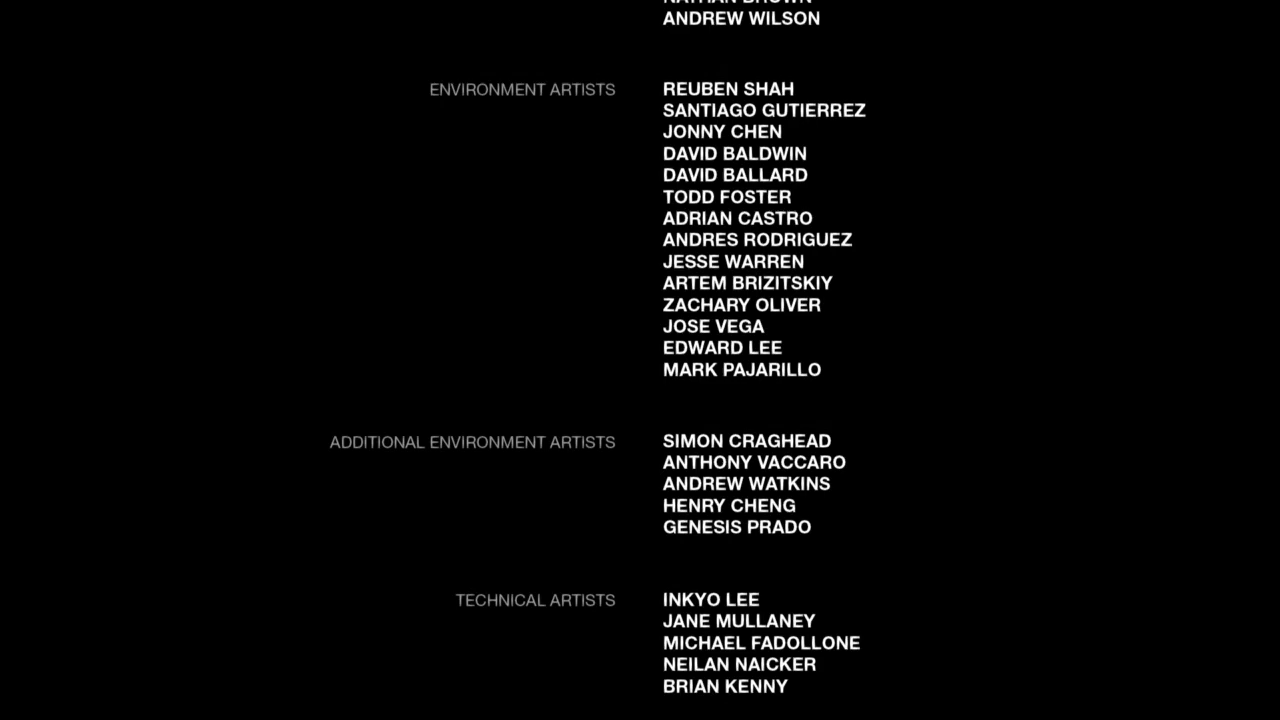 NATHAN BROWN
ANDREW WILSON
ENVIRONMENT ARTISTS REUBEN SHAH
SANTIAGO GUTIERREZ
JONNY CHEN
DAVID BALDWIN
DAVID BALLARD
TODD FOSTER
ADRIAN CASTRO
ANDRES RODRIGUEZ
JESSE WARREN
ARTEM BRIZITSKIY
ZACHARY OLIVER
JOSE VEGA
EDWARD LEE
MARK PAJARILLO
ADDITIONAL ENVIRONMENT ARTISTS SIMON CRAGHEAD
ANTHONY VACCARO
ANDREW WATKINS
HENRY CHENG
GENESIS PRADO
TECHNICAL ARTISTS INKYO LEE
JANE MULLANEY
MICHAEL FADOLLONE
NEILAN NAICKER
BRIAN KENNY